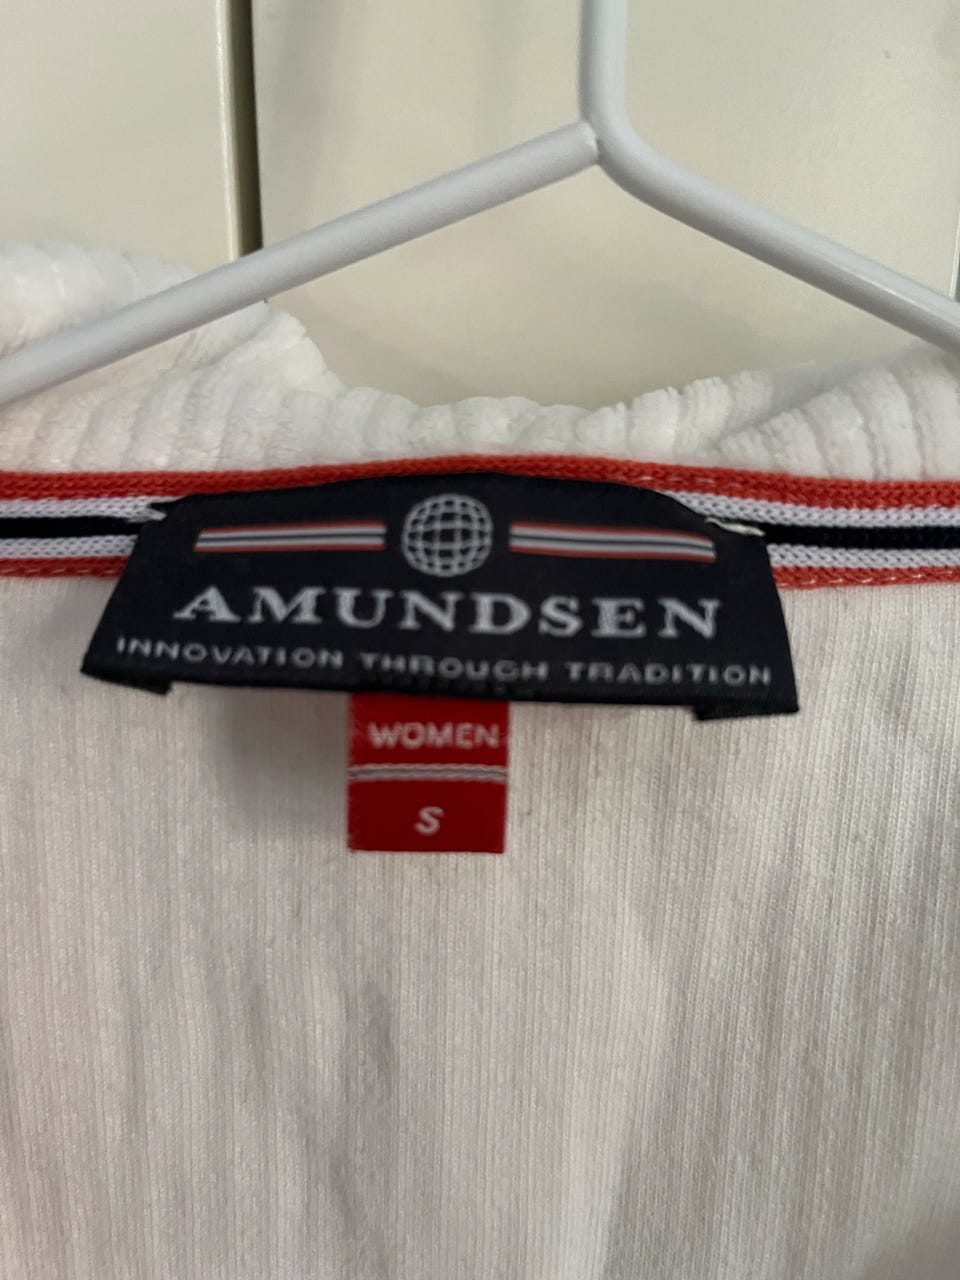 AMUNDSEN
INNOVATION THROUGH TRADITION
WOMEN
S